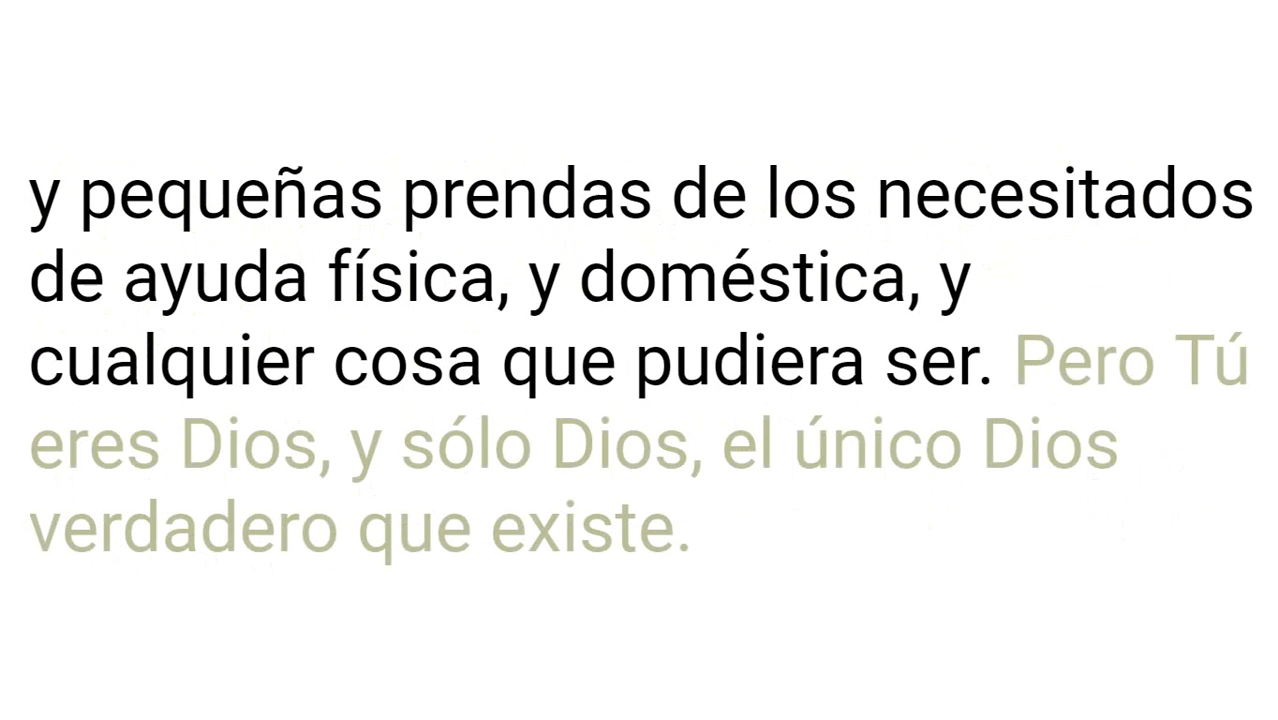 y pequeñas prendas de los necesitados
de ayuda física, y doméstica, y
cualquier cosa que pudiera ser. Pero Tú
eres Dios, y sólo Dios, el único Dios
verdadero que existe.